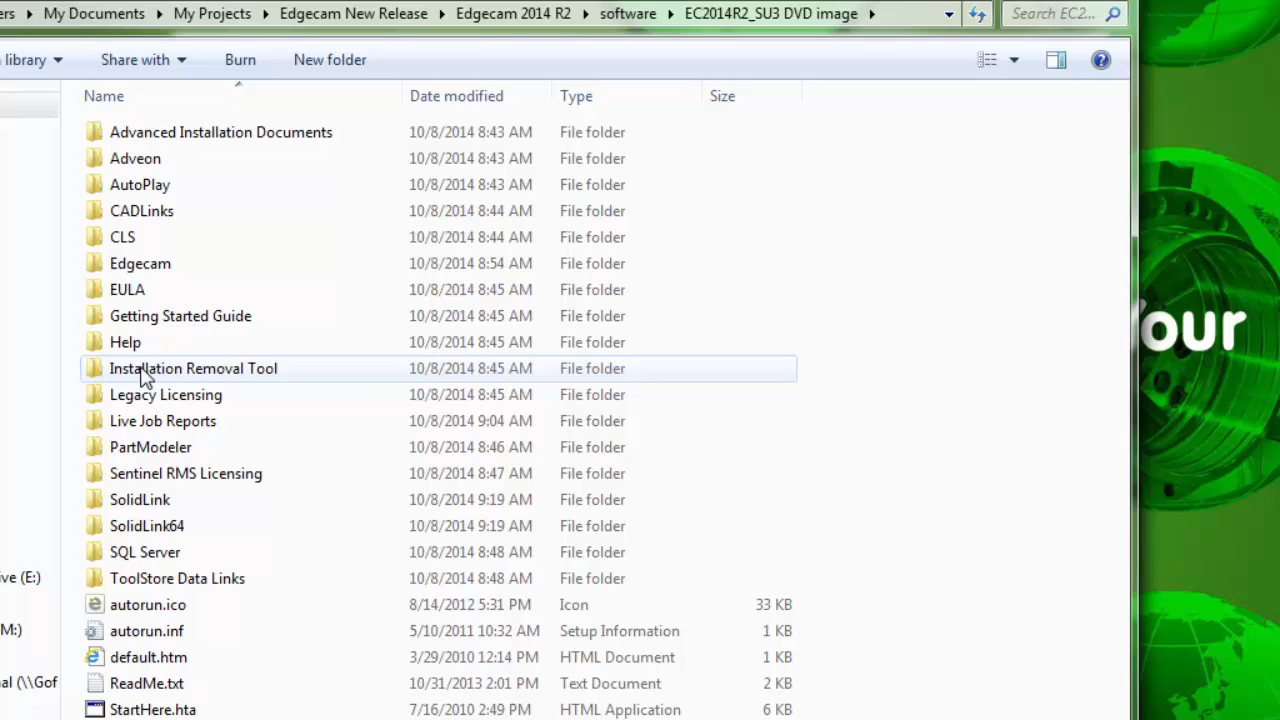 ers ▸ My Documents ▸ My Projects ▸ Edgecam New Release ▸ Edgecam 2014 R2 ▸ software ▸ EC2014R2_SU3 DVD image ▸ Search EC2...
library Share with Burn New folder
Name Date modified Type Size
Advanced Installation Documents 10/8/2014 8:43 AM File folder
Adveon 10/8/2014 8:43 AM File folder
AutoPlay 10/8/2014 8:43 AM File folder
CADLinks 10/8/2014 8:44 AM File folder
CLS 10/8/2014 8:44 AM File folder
Edgecam 10/8/2014 8:54 AM File folder
EULA 10/8/2014 8:45 AM File folder
Getting Started Guide 10/8/2014 8:45 AM File folder
Your
Help 10/8/2014 8:45 AM File folder
Installation Removal Tool 10/8/2014 8:45 AM File folder
Legacy Licensing 10/8/2014 8:45 AM File folder
Live Job Reports 10/8/2014 9:04 AM File folder
PartModeler 10/8/2014 8:46 AM File folder
Sentinel RMS Licensing 10/8/2014 8:47 AM File folder
SolidLink 10/8/2014 9:19 AM File folder
SolidLink64 10/8/2014 9:19 AM File folder
SQL Server 10/8/2014 8:48 AM File folder
ive (E:) ToolStore Data Links 10/8/2014 8:48 AM File folder
autorun.ico 8/14/2012 5:31 PM Icon 33 KB
M:) autorun.inf 5/10/2011 10:32 AM Setup Information 1 KB
default.htm 3/29/2010 12:14 PM HTML Document 1 KB
nal (\\Gof ReadMe.txt 10/31/2013 2:01 PM Text Document 2 KB
StartHere.hta 7/16/2010 2:49 PM HTML Application 6 KB